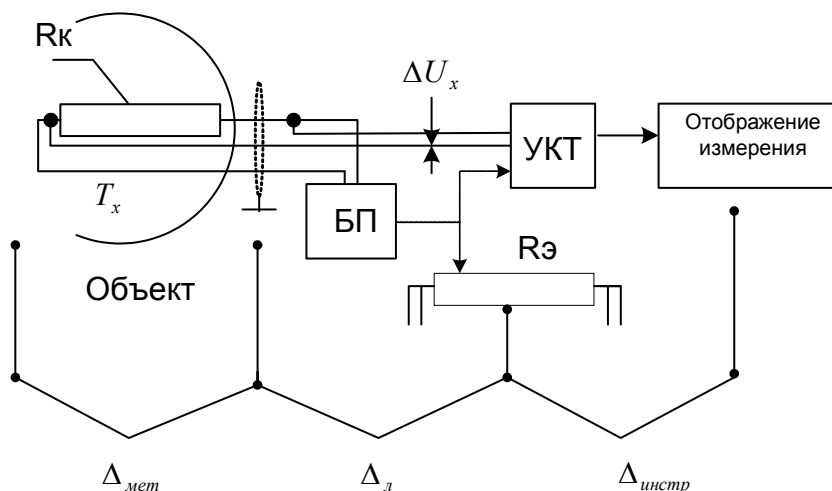 Rк
ΔUₓ
УКТ
Отображение
измерения
Tₓ
БП
Rэ
Объект
Δмет
Δл
Δинстр